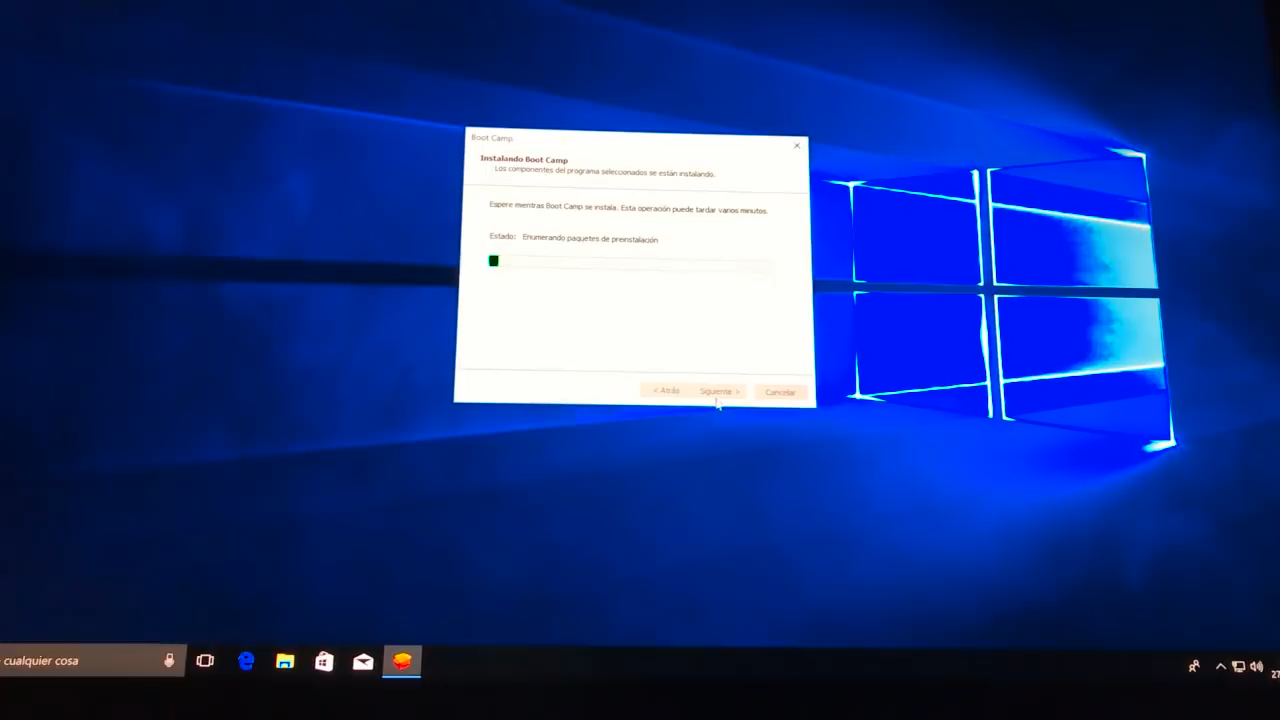 Boot Camp
Instalando Boot Camp
Los componentes del programa seleccionados se están instalando.
Espere mientras Boot Camp se instala. Esta operación puede tardar varios minutos.
Estado: Enumerando paquetes de preinstalación
< Atrás Siguiente > Cancelar
cualquier cosa
27